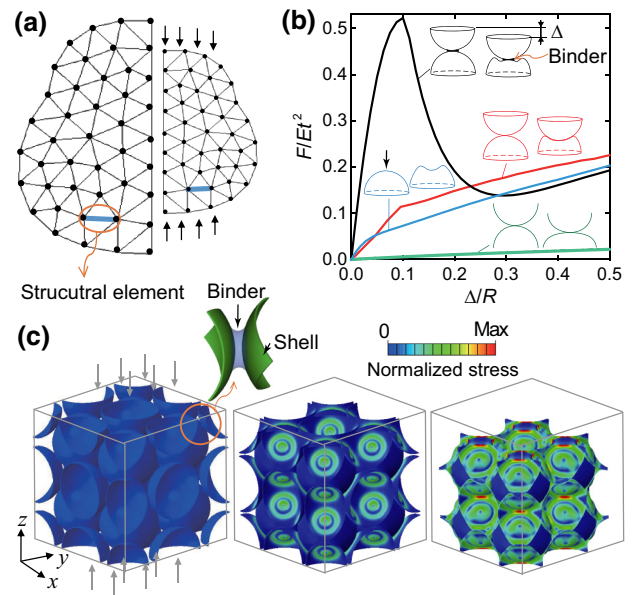 (a)
Strucutral element
(b)
F/Et²
0.5
0.4
0.3
0.2
0.1
0.0
0.0 0.1 0.2 0.3 0.4 0.5
Δ/R
Δ
Binder
(c)
Binder
Shell
0 Max
Normalized stress
z
y
x